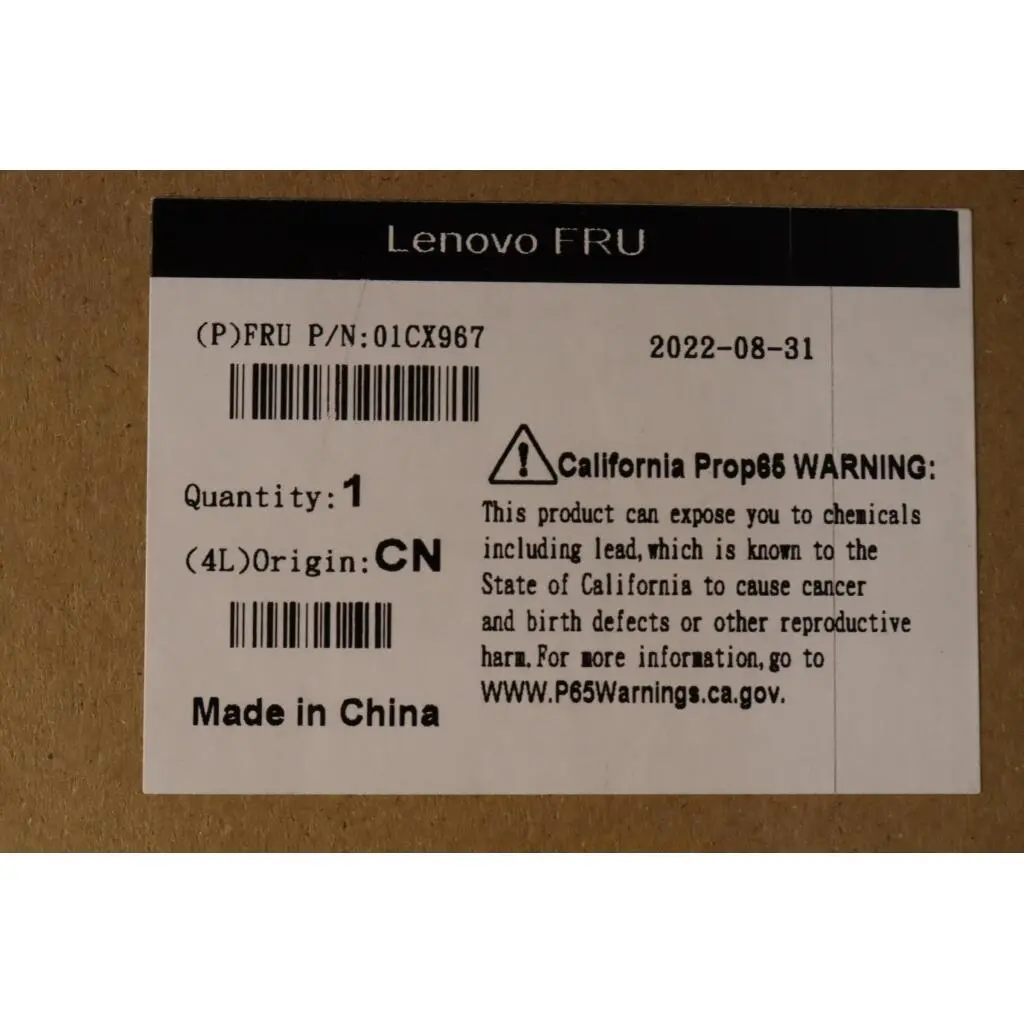 Lenovo FRU
(P)FRU P/N:01CX967
2022-08-31
Quantity:1
(4L)Origin:CN
Made in China
California Prop65 WARNING:
This product can expose you to chemicals
including lead,which is known to the
State of California to cause cancer
and birth defects or other reproductive
harm.For more information,go to
WWW.P65Warnings.ca.gov.